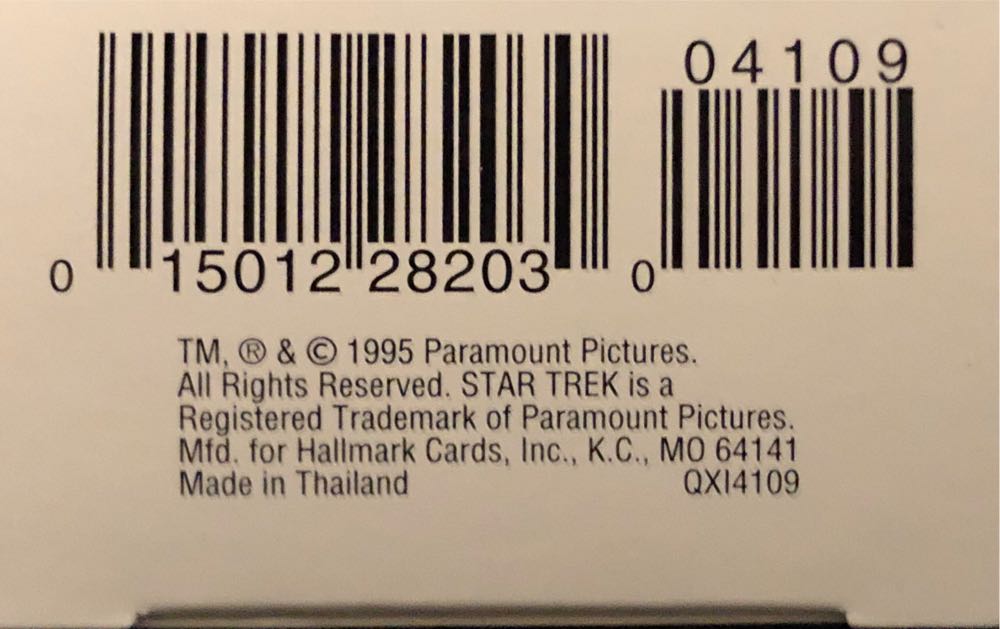 04109
0 15012 28203 0
TM, ® & © 1995 Paramount Pictures.
All Rights Reserved. STAR TREK is a
Registered Trademark of Paramount Pictures.
Mfd. for Hallmark Cards, Inc., K.C., MO 64141
Made in Thailand QXI4109